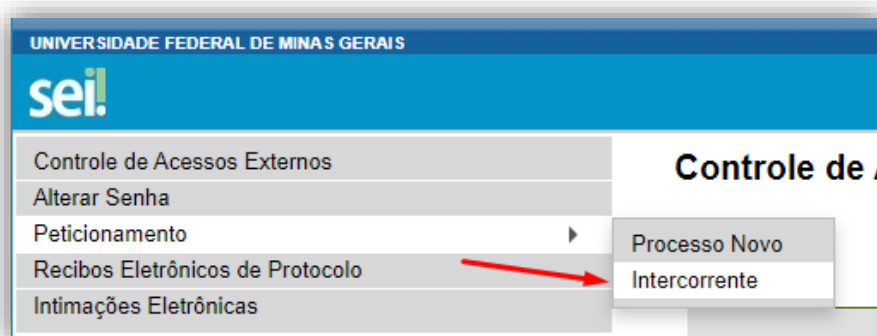 UNIVERSIDADE FEDERAL DE MINAS GERAIS
sei!
Controle de Acessos Externos
Controle de
Alterar Senha
Peticionamento
Processo Novo
Recibos Eletrônicos de Protocolo
Intercorrente
Intimações Eletrônicas